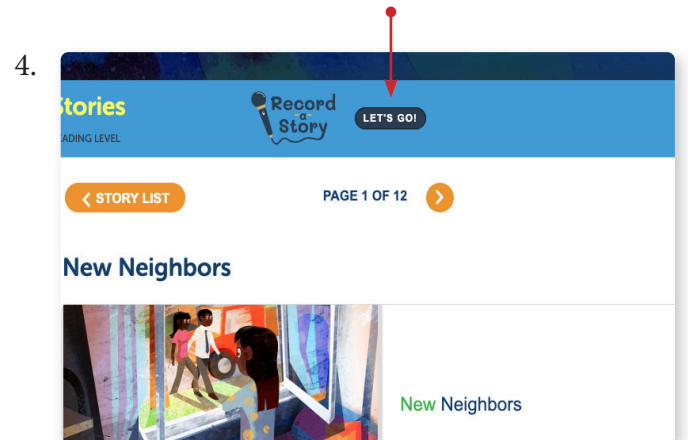 4.
Stories
ADING LEVEL
Record
-a-
Story
LET'S GO!
STORY LIST
PAGE 1 OF 12
New Neighbors
New Neighbors